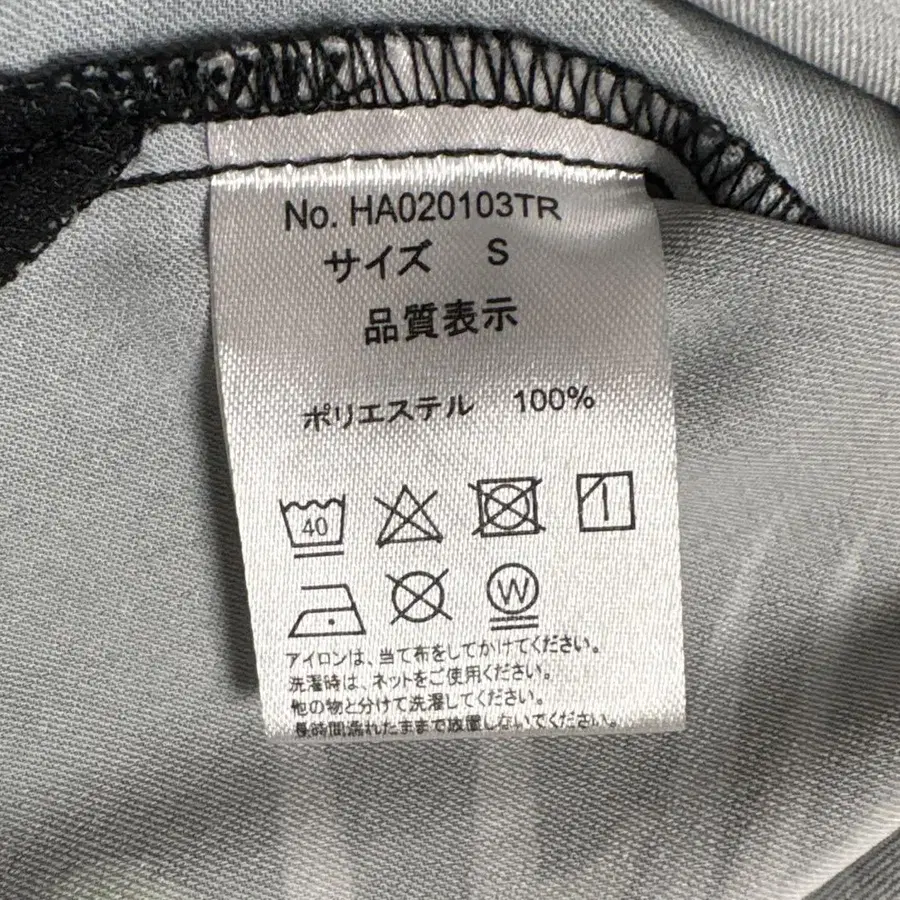 No. HA020103TR
サイズ S
品質表示
ポリエステル 100%
40
W
アイロンは、当て布をしてかけてください。
洗濯時は、ネットをご使用ください。
他の物と分けて洗濯してください。
長時間濡れたままで放置しないでください。